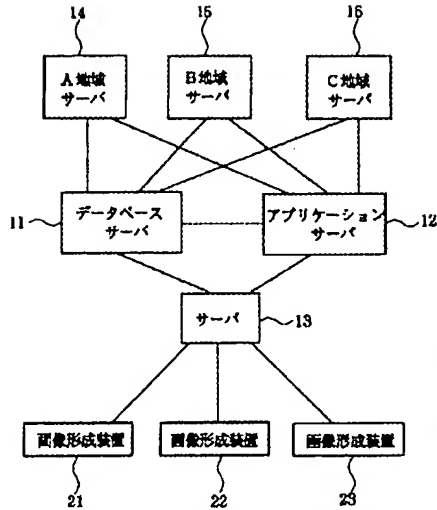 14
15
16
A地域
サーバ
B地域
サーバ
C地域
サーバ
11
データベース
サーバ
アプリケーション
サーバ
12
サーバ
13
画像形成装置
画像形成装置
画像形成装置
21
22
23